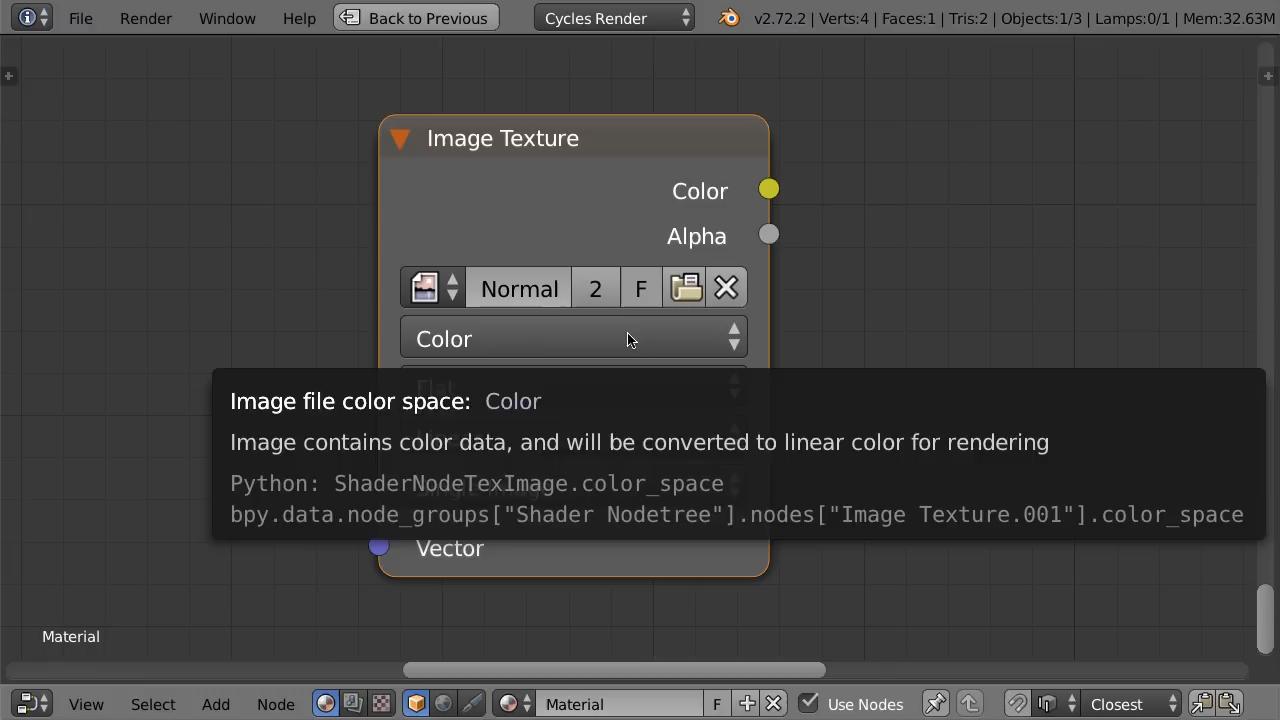 File Render Window Help Back to Previous Cycles Render v2.72.2 | Verts:4 | Faces:1 | Tris:2 | Objects:1/3 | Lamps:0/1 | Mem:32.63M
Image Texture
Color
Alpha
Normal 2 F
Color
Flat
Image file color space: Color
Image contains color data, and will be converted to linear color for rendering
Python: ShaderNodeTexImage.color_space
bpy.data.node_groups["Shader Nodetree"].nodes["Image Texture.001"].color_space
Vector
Material
View Select Add Node Material F Use Nodes Closest